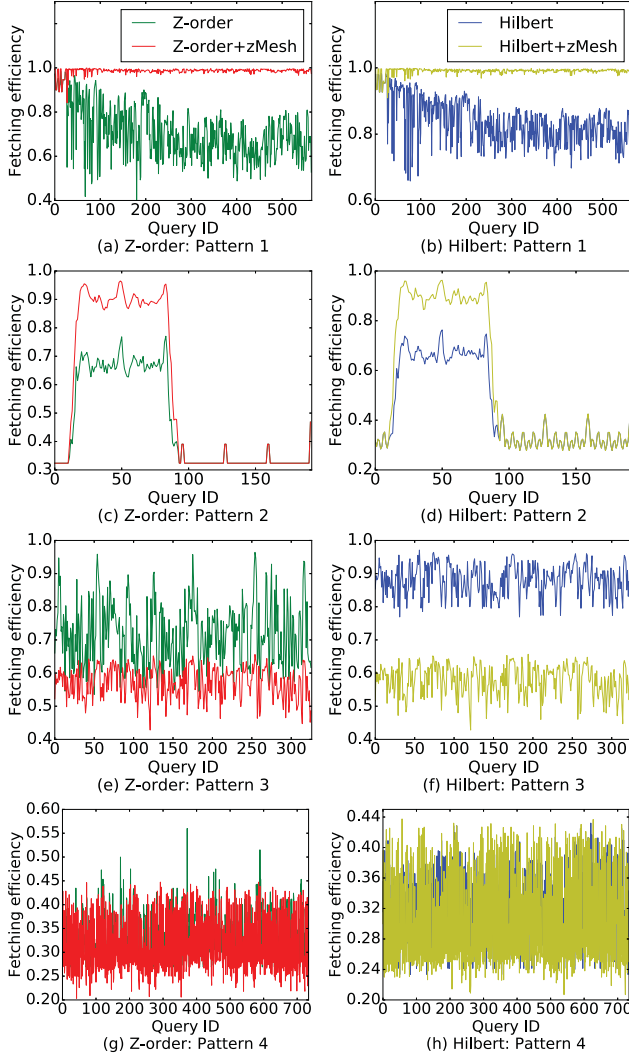 Z-order
Z-order+zMesh
Fetching efficiency
1.0
0.8
0.6
0.4
0 100 200 300 400 500
Query ID
(a) Z-order: Pattern 1
Hilbert
Hilbert+zMesh
Fetching efficiency
1.0
0.8
0.6
0 100 200 300 400 500
Query ID
(b) Hilbert: Pattern 1
Fetching efficiency
1.0
0.9
0.8
0.7
0.6
0.5
0.4
0.3
0 50 100 150
Query ID
(c) Z-order: Pattern 2
Fetching efficiency
1.0
0.8
0.6
0.4
0.2
0 50 100 150
Query ID
(d) Hilbert: Pattern 2
Fetching efficiency
1.0
0.9
0.8
0.7
0.6
0.5
0.4
0 50 100 150 200 250 300
Query ID
(e) Z-order: Pattern 3
Fetching efficiency
1.0
0.9
0.8
0.7
0.6
0.5
0.4
0 50 100 150 200 250 300
Query ID
(f) Hilbert: Pattern 3
Fetching efficiency
0.60
0.55
0.50
0.45
0.40
0.35
0.30
0.25
0.20
0 100 200 300 400 500 600 700
Query ID
(g) Z-order: Pattern 4
Fetching efficiency
0.44
0.40
0.36
0.32
0.28
0.24
0.20
0 100 200 300 400 500 600 700
Query ID
(h) Hilbert: Pattern 4